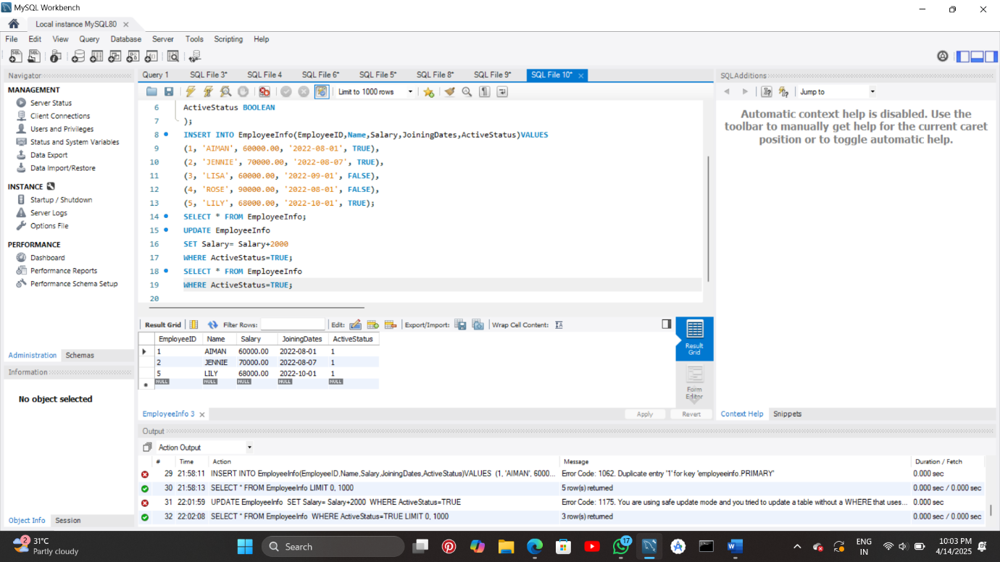 MySQL Workbench
Local instance MySQL80
File Edit View Query Database Server Tools Scripting Help
Navigator
MANAGEMENT
Server Status
Client Connections
Users and Privileges
Status and System Variables
Data Export
Data Import/Restore
INSTANCE
Startup / Shutdown
Server Logs
Options File
PERFORMANCE
Dashboard
Performance Reports
Performance Schema Setup
Administration Schemas
Information
No object selected
Object Info Session
Query 1 SQL File 3* SQL File 4 SQL File 6* SQL File 5* SQL File 8* SQL File 9* SQL File 10*
Limit to 1000 rows
6 ActiveStatus BOOLEAN
7 );
8 INSERT INTO EmployeeInfo(EmployeeID,Name,Salary,JoiningDates,ActiveStatus)VALUES
9 (1, 'AIMAN', 60000.00, '2022-08-01', TRUE),
10 (2, 'JENNIE', 70000.00, '2022-08-07', TRUE),
11 (3, 'LISA', 60000.00, '2022-09-01', FALSE),
12 (4, 'ROSE', 90000.00, '2022-08-01', FALSE),
13 (5, 'LILY', 68000.00, '2022-10-01', TRUE);
14 SELECT * FROM EmployeeInfo;
15 UPDATE EmployeeInfo
16 SET Salary= Salary+2000
17 WHERE ActiveStatus=TRUE;
18 SELECT * FROM EmployeeInfo
19 WHERE ActiveStatus=TRUE;
20
Result Grid Filter Rows: Edit: Export/Import: Wrap Cell Content:
EmployeeID Name Salary JoiningDates ActiveStatus
1 AIMAN 60000.00 2022-08-01 1
2 JENNIE 70000.00 2022-08-07 1
5 LILY 68000.00 2022-10-01 1
NULL NULL NULL NULL NULL
Result Grid
Form Editor
EmployeeInfo 3
Apply Revert
SQLAdditions
Jump to
Automatic context help is disabled. Use the
toolbar to manually get help for the current caret
position or to toggle automatic help.
Context Help Snippets
Output
Action Output
# Time Action Message Duration / Fetch
29 21:58:11 INSERT INTO EmployeeInfo(EmployeeID,Name,Salary,JoiningDates,ActiveStatus)VALUES (1, 'AIMAN', 6000... Error Code: 1062. Duplicate entry '1' for key 'employeeinfo.PRIMARY' 0.000 sec
30 21:58:13 SELECT * FROM EmployeeInfo LIMIT 0, 1000 5 row(s) returned 0.000 sec / 0.000 sec
31 22:01:59 UPDATE EmployeeInfo SET Salary= Salary+2000 WHERE ActiveStatus=TRUE Error Code: 1175. You are using safe update mode and you tried to update a table without a WHERE that uses... 0.000 sec
32 22:02:08 SELECT * FROM EmployeeInfo WHERE ActiveStatus=TRUE LIMIT 0, 1000 3 row(s) returned 0.000 sec / 0.000 sec
2
31°C
Partly cloudy
Search
17
ENG
IN
10:03 PM
4/14/2025